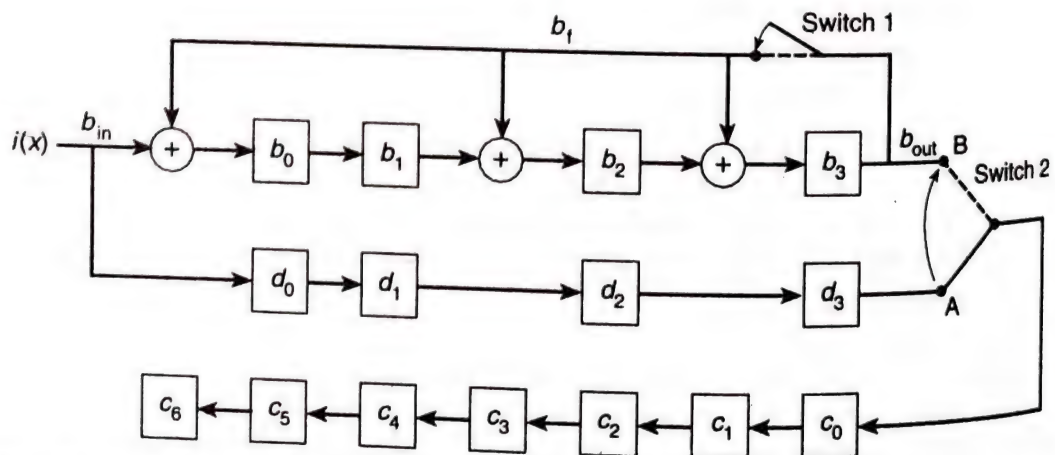 b_f
Switch 1
i(x)
b_in
+
b_0
b_1
+
b_2
+
b_3
b_out
B
Switch 2
d_0
d_1
d_2
d_3
A
c_6
c_5
c_4
c_3
c_2
c_1
c_0